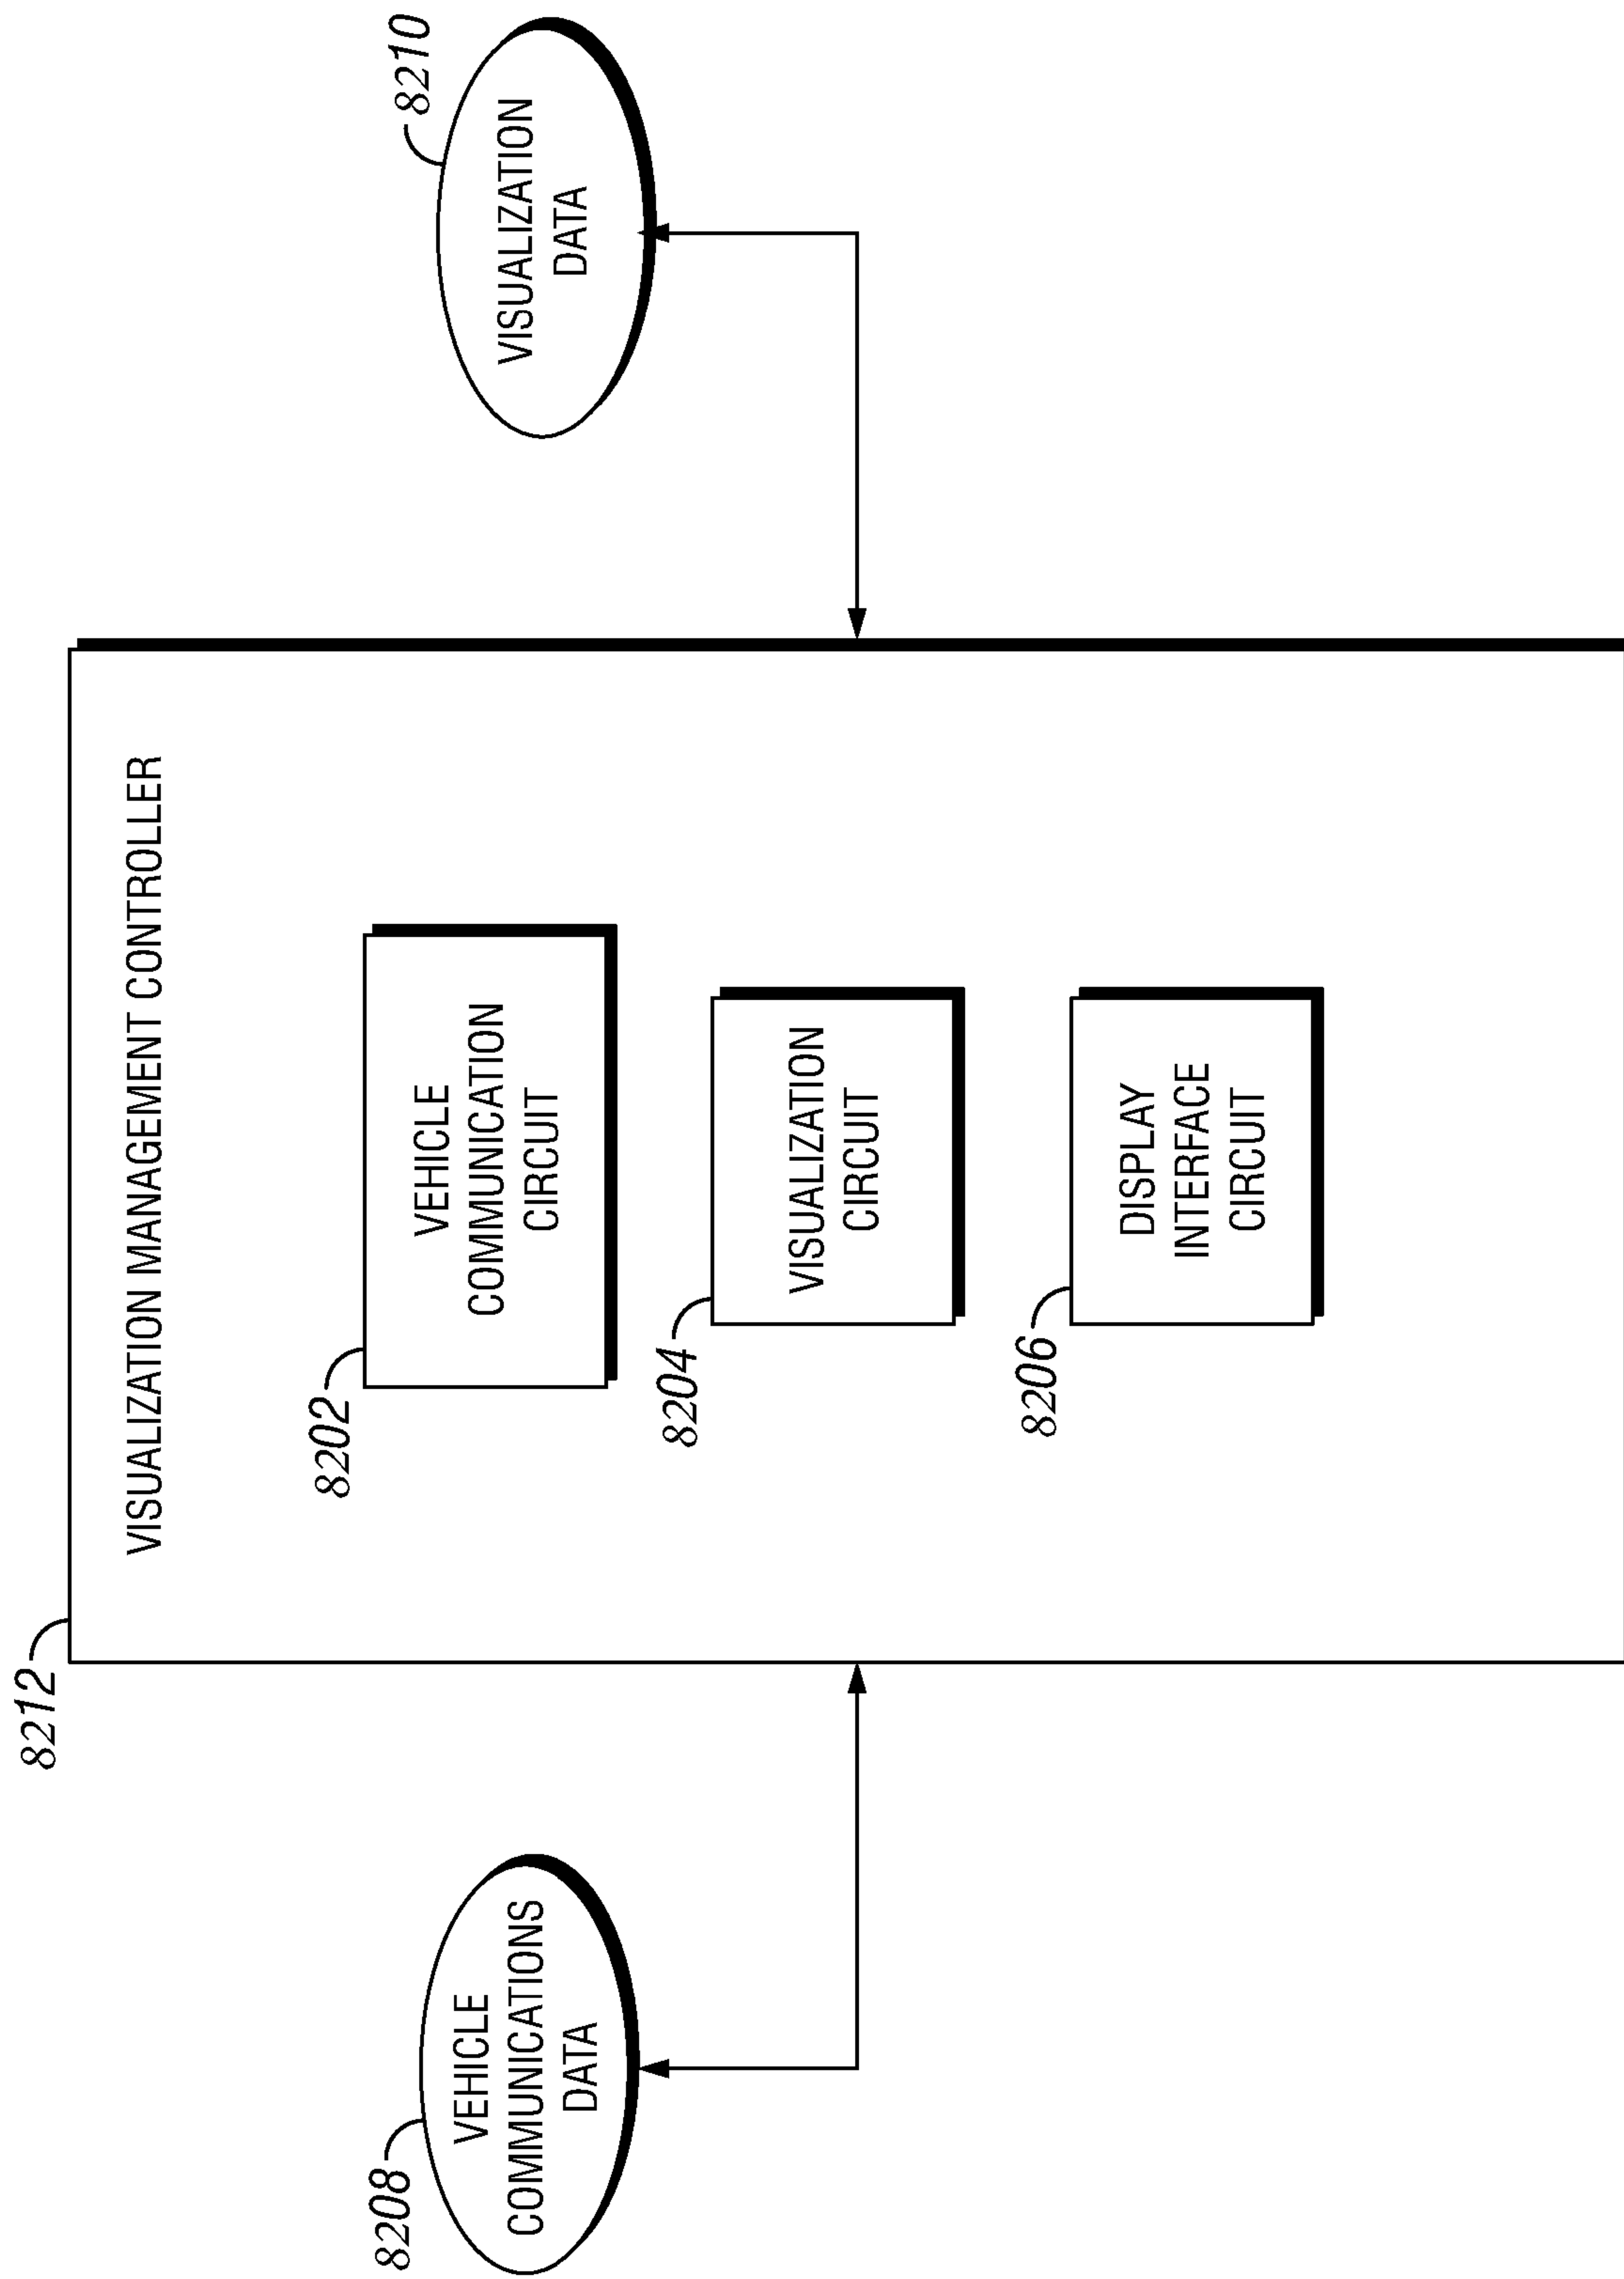 8212
VISUALIZATION MANAGEMENT CONTROLLER
8208
VEHICLE
COMMUNICATIONS
DATA
8202
VEHICLE
COMMUNICATION
CIRCUIT
8204
VISUALIZATION
CIRCUIT
8206
DISPLAY
INTERFACE
CIRCUIT
8210
VISUALIZATION
DATA